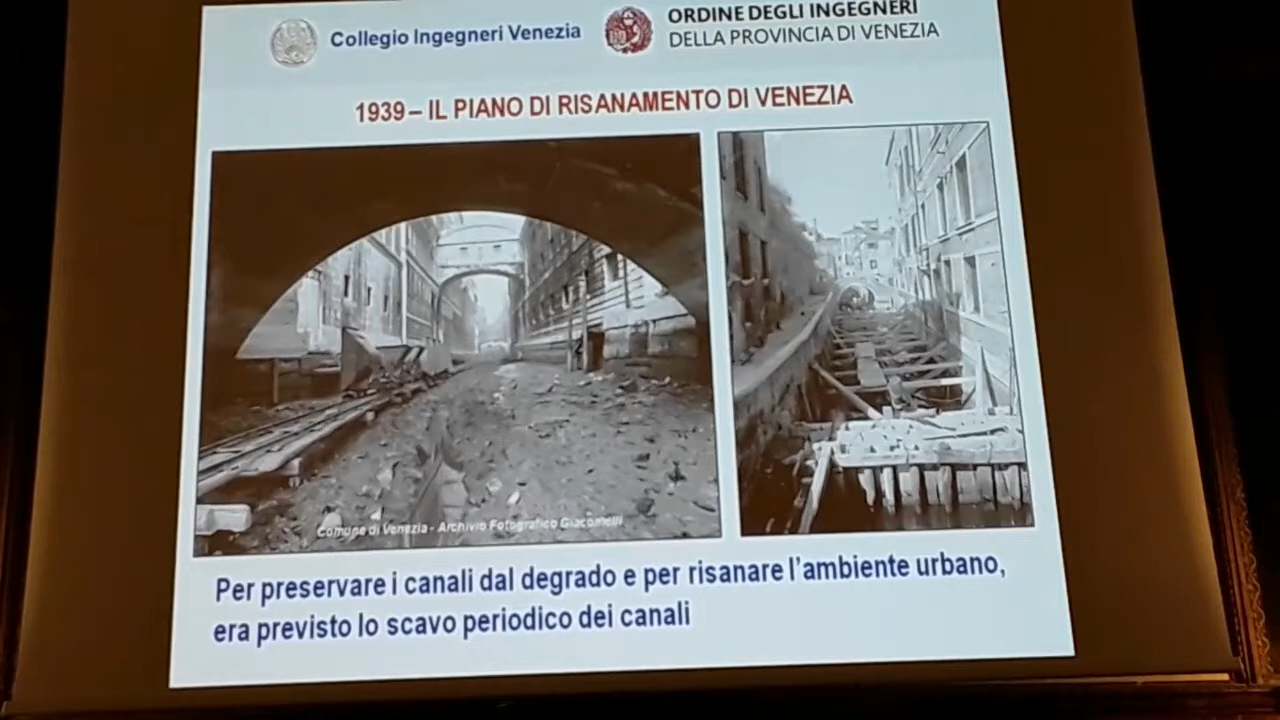 Collegio Ingegneri Venezia
ORDINE DEGLI INGEGNERI
DELLA PROVINCIA DI VENEZIA
1939 – IL PIANO DI RISANAMENTO DI VENEZIA
Comune di Venezia - Archivio Fotografico Giacomelli
Per preservare i canali dal degrado e per risanare l'ambiente urbano,
era previsto lo scavo periodico dei canali